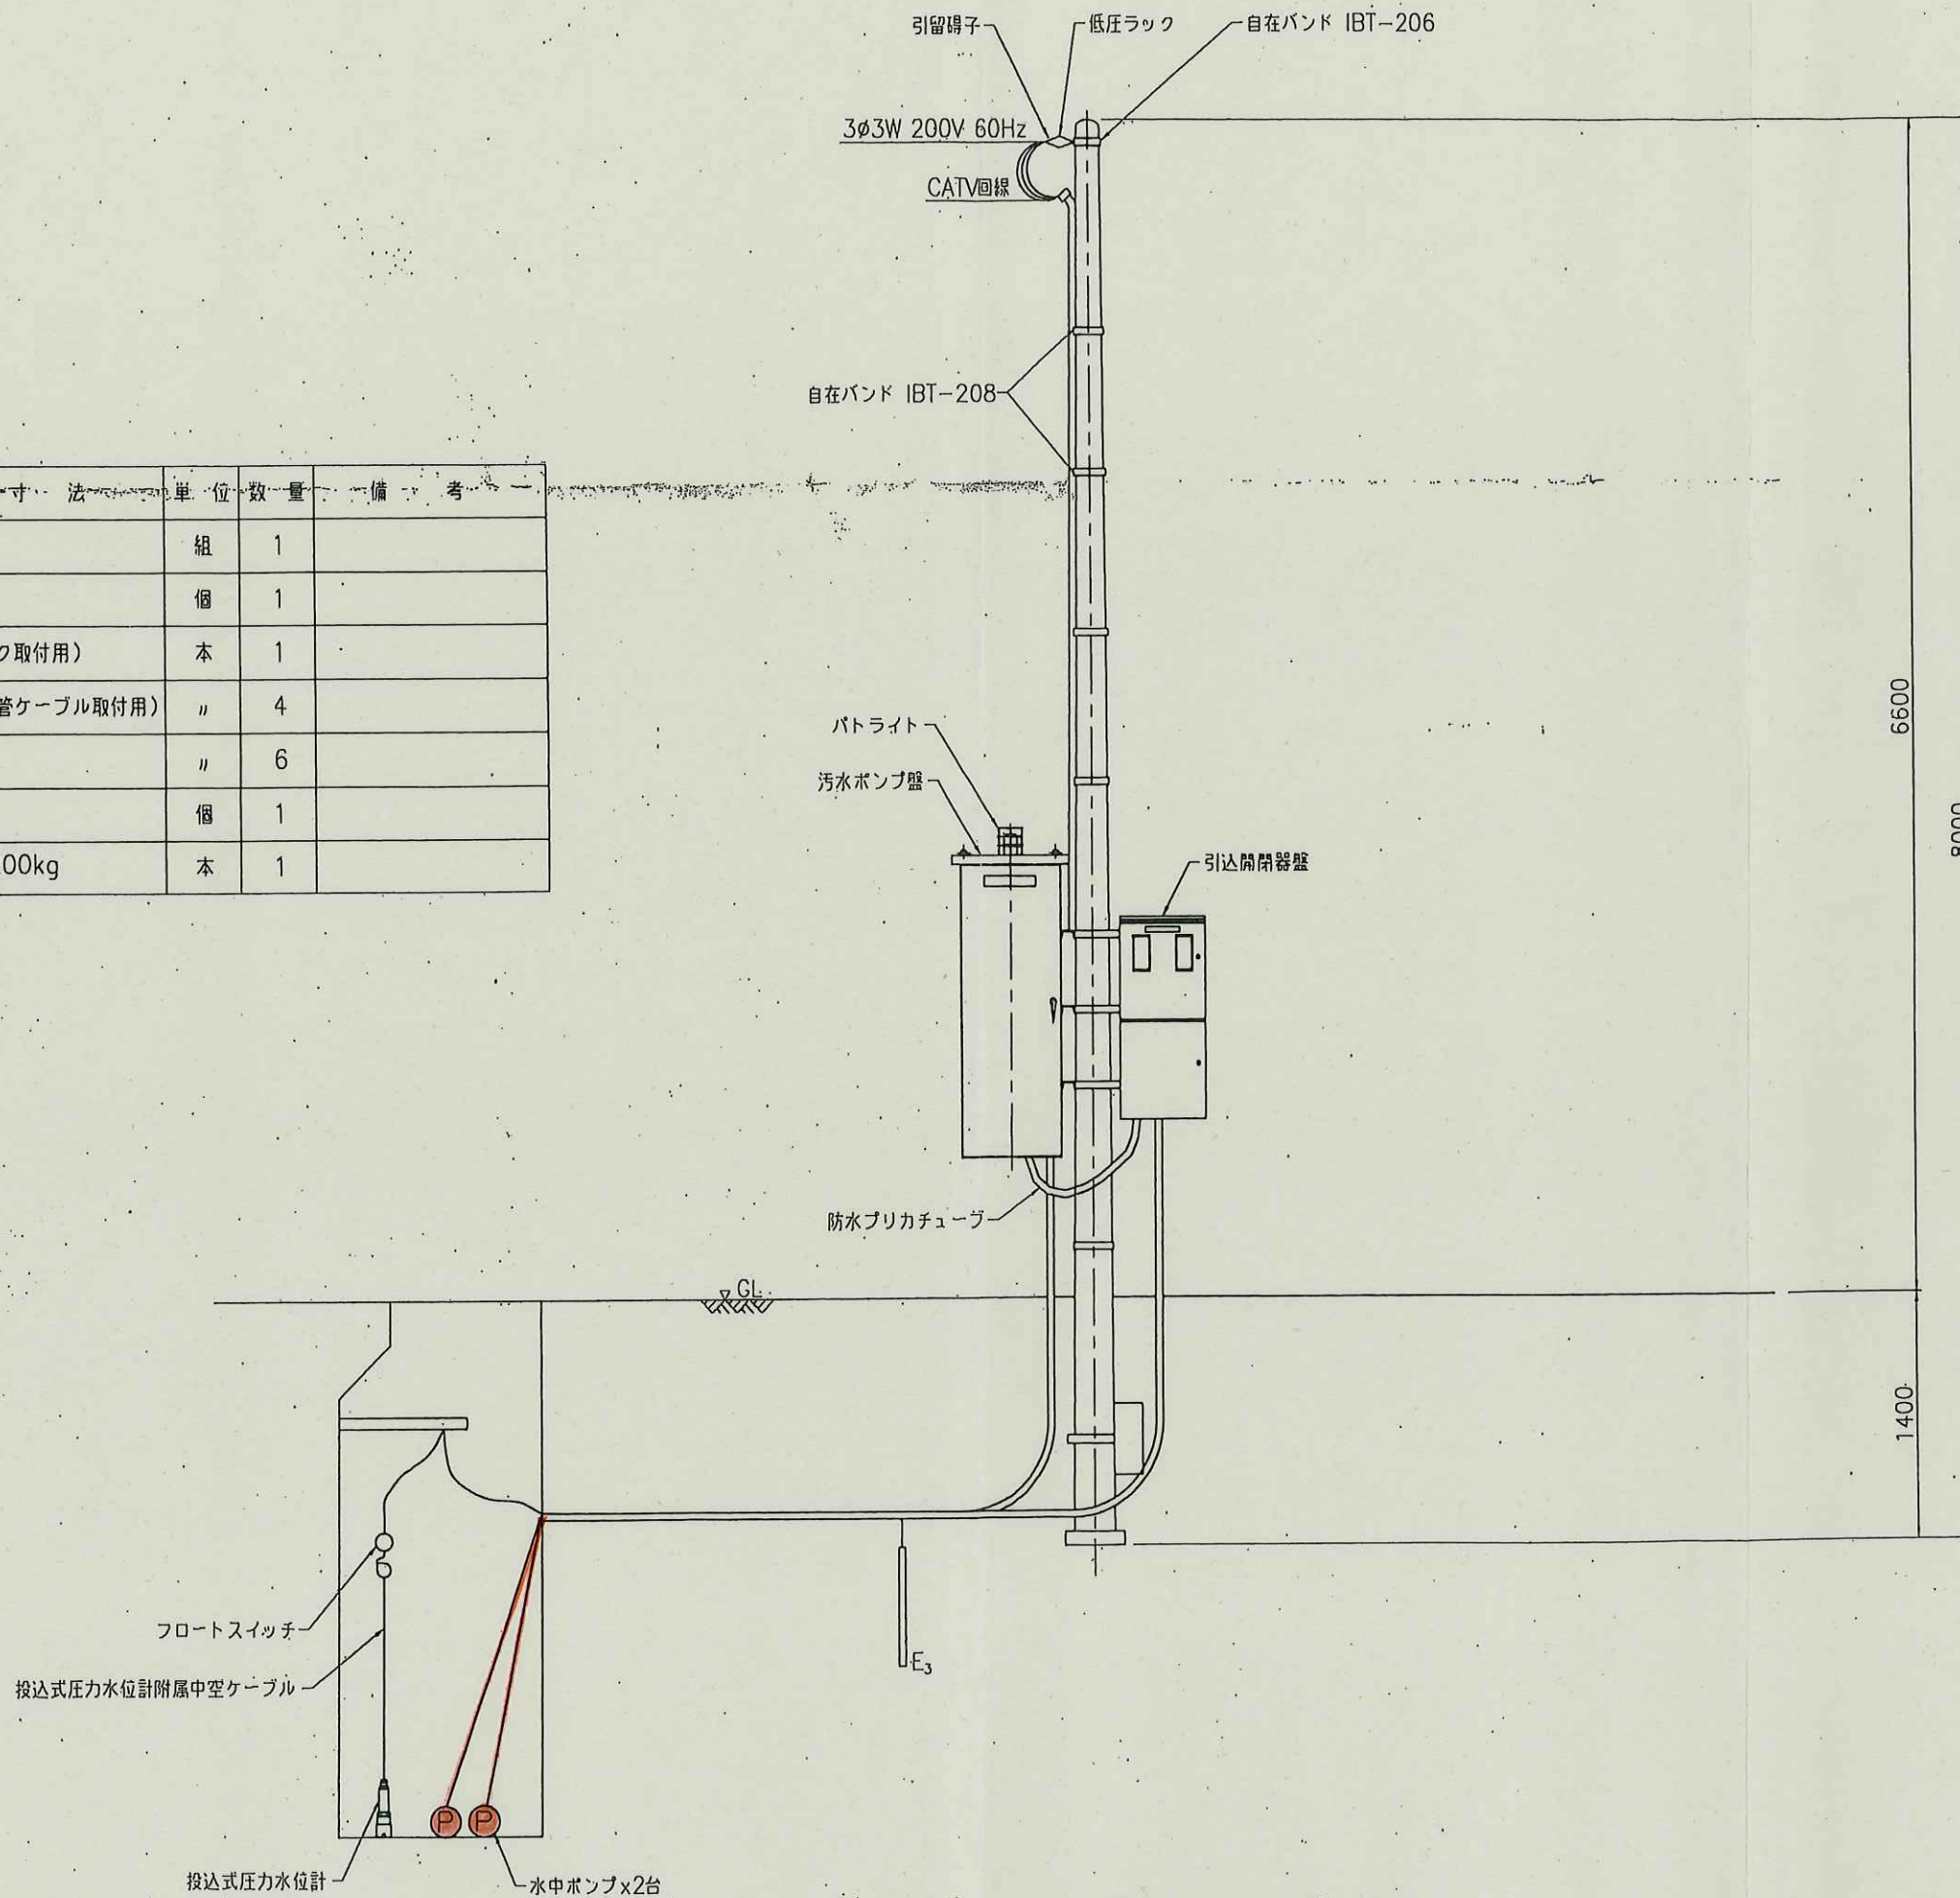 引留碍子
低圧ラック
自在バンド IBT-206
3φ3W 200V 60Hz
CATV回線
自在バンド IBT-208
寸 法 単 位 数 量 備 考
組 1
個 1
ク取付用) 本 1
管ケーブル取付用) 〃 4
〃 6
個 1
00kg 本 1
6600
8000
パトライト
汚水ポンプ盤
引込開閉器盤
防水プリカチューブ
GL
1400
フロートスイッチ
投込式圧力水位計附属中空ケーブル
E3
P P
投込式圧力水位計
水中ポンプx2台